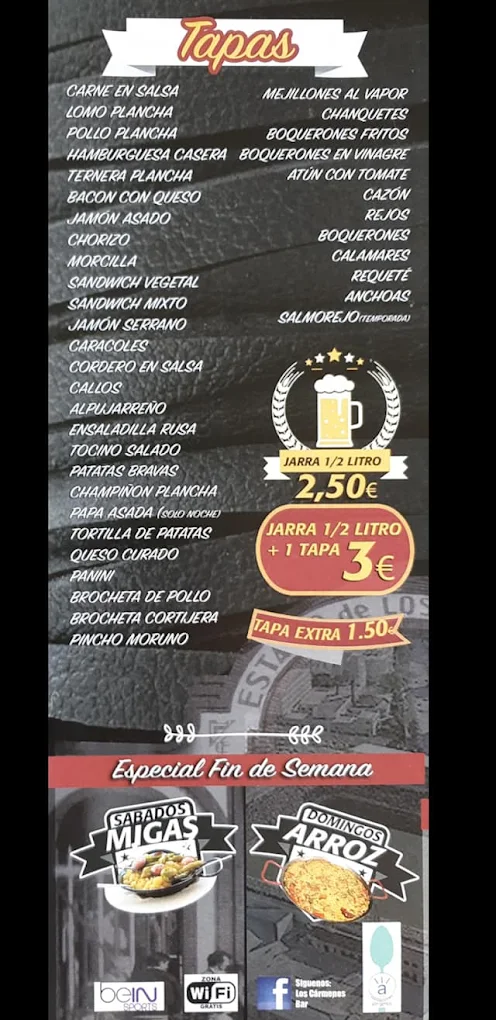 Tapas
CARNE EN SALSA
LOMO PLANCHA
POLLO PLANCHA
HAMBURGUESA CASERA
TERNERA PLANCHA
BACON CON QUESO
JAMÓN ASADO
CHORIZO
MORCILLA
SANDWICH VEGETAL
SANDWICH MIXTO
JAMÓN SERRANO
CARACOLES
CORDERO EN SALSA
CALLOS
ALPUJARREÑO
ENSALADILLA RUSA
TOCINO SALADO
PATATAS BRAVAS
CHAMPIÑON PLANCHA
PAPA ASADA (SOLO NOCHE)
TORTILLA DE PATATAS
QUESO CURADO
PANINI
BROCHETA DE POLLO
BROCHETA CORTIJERA
PINCHO MORUNO
MEJILLONES AL VAPOR
CHANQUETES
BOQUERONES FRITOS
BOQUERONES EN VINAGRE
ATÚN CON TOMATE
CAZÓN
REJOS
BOQUERONES
CALAMARES
REQUETÉ
ANCHOAS
SALMOREJO (TEMPORADA)
JARRA 1/2 LITRO
2,50€
JARRA 1/2 LITRO
+ 1 TAPA 3€
TAPA EXTRA 1.50€
de LOS
Especial Fin de Semana
SABADOS
MIGAS
DOMINGOS
ARROZ
beIN
SPORTS
ZONA
WiFi
GRATIS
f
Siguenos:
Los Cármenes
Bar
a